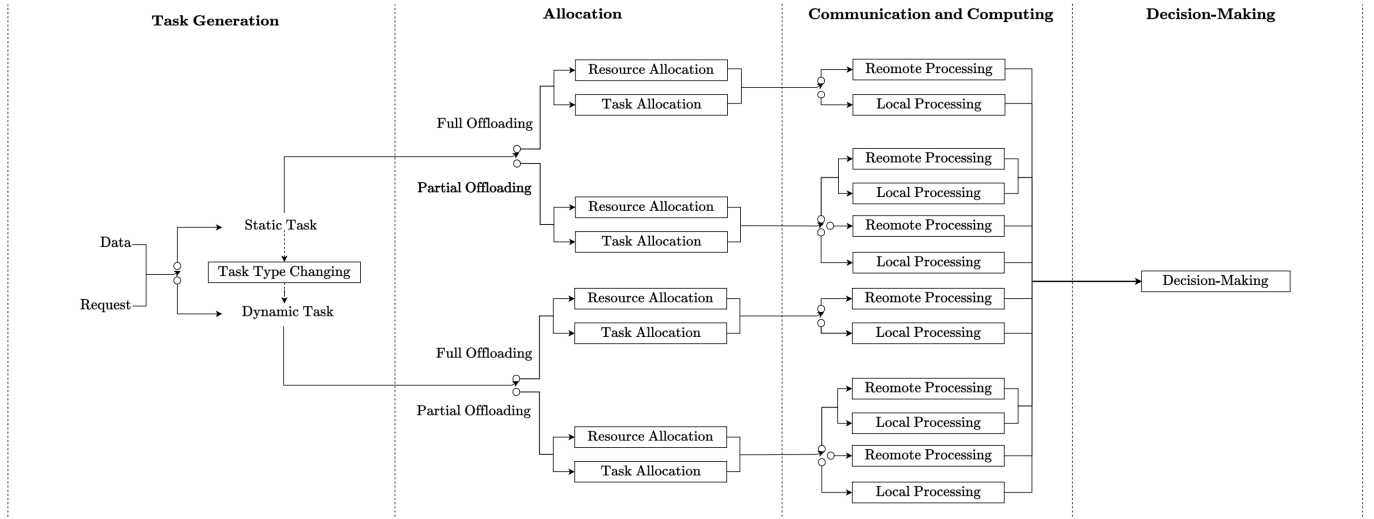 Task Generation
Allocation
Communication and Computing
Decision-Making
Data
Request
Static Task
Task Type Changing
Dynamic Task
Full Offloading
Partial Offloading
Full Offloading
Partial Offloading
Resource Allocation
Task Allocation
Resource Allocation
Task Allocation
Resource Allocation
Task Allocation
Resource Allocation
Task Allocation
Reomote Processing
Local Processing
Reomote Processing
Local Processing
Reomote Processing
Local Processing
Reomote Processing
Local Processing
Reomote Processing
Local Processing
Reomote Processing
Local Processing
Decision-Making